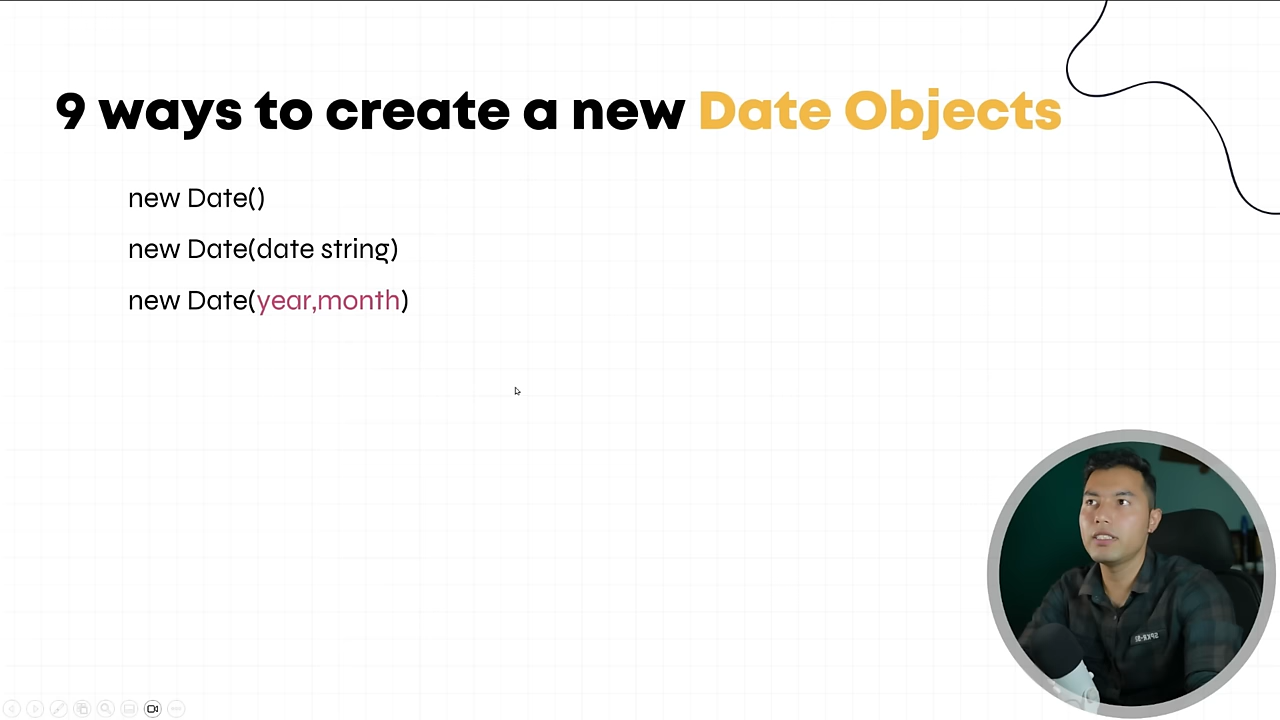 9 ways to create a new Date Objects
new Date()
new Date(date string)
new Date(year,month)